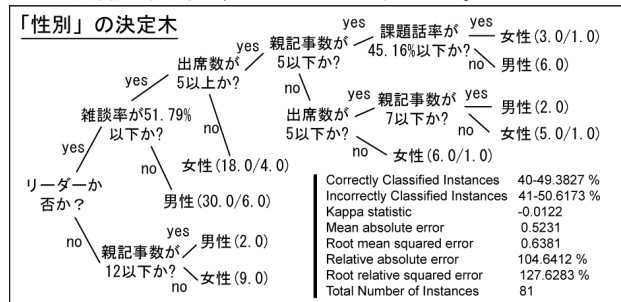 「性別」の決定木
リーダーか
否か？
yes
no
雑談率が51.79%
以下か?
yes
no
男性(30.0/6.0)
出席数が
5以上か?
yes
no
女性(18.0/4.0)
親記事数が
5以下か?
yes
no
課題話率が
45.16%以下か?
yes
女性(3.0/1.0)
no
男性(6.0)
出席数が
5以下か?
yes
no
女性(6.0/1.0)
親記事数が
7以下か?
yes
男性(2.0)
no
女性(5.0/1.0)
親記事数が
12以下か?
yes
男性(2.0)
no
女性(9.0)
Correctly Classified Instances 40-49.3827 %
Incorrectly Classified Instances 41-50.6173 %
Kappa statistic -0.0122
Mean absolute error 0.5231
Root mean squared error 0.6381
Relative absolute error 104.6412 %
Root relative squared error 127.6283 %
Total Number of Instances 81